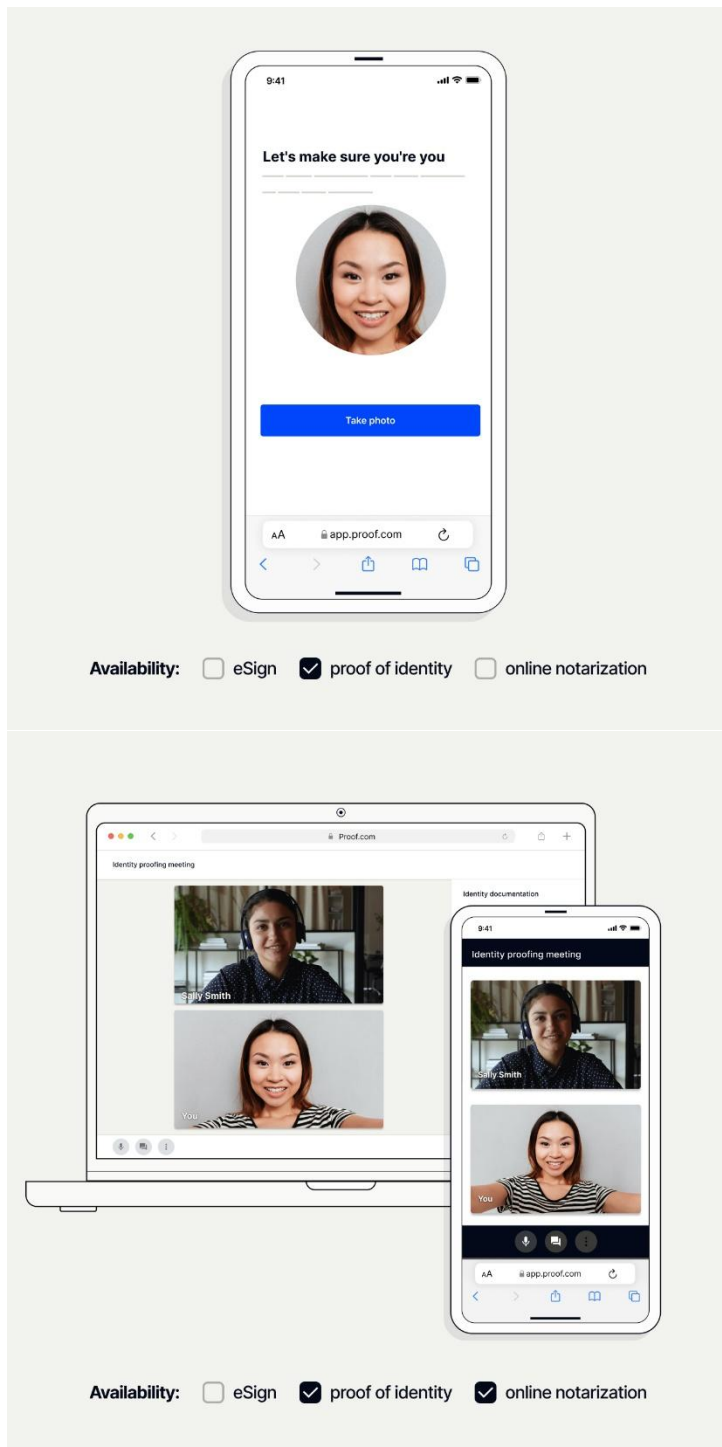 9:41
Let's make sure you're you
Take photo
AA app.proof.com
Availability: eSign proof of identity online notarization
Proof.com
Identity proofing meeting
Identity documentation
Sally Smith
You
9:41
Identity proofing meeting
Sally Smith
You
AA app.proof.com
Availability: eSign proof of identity online notarization